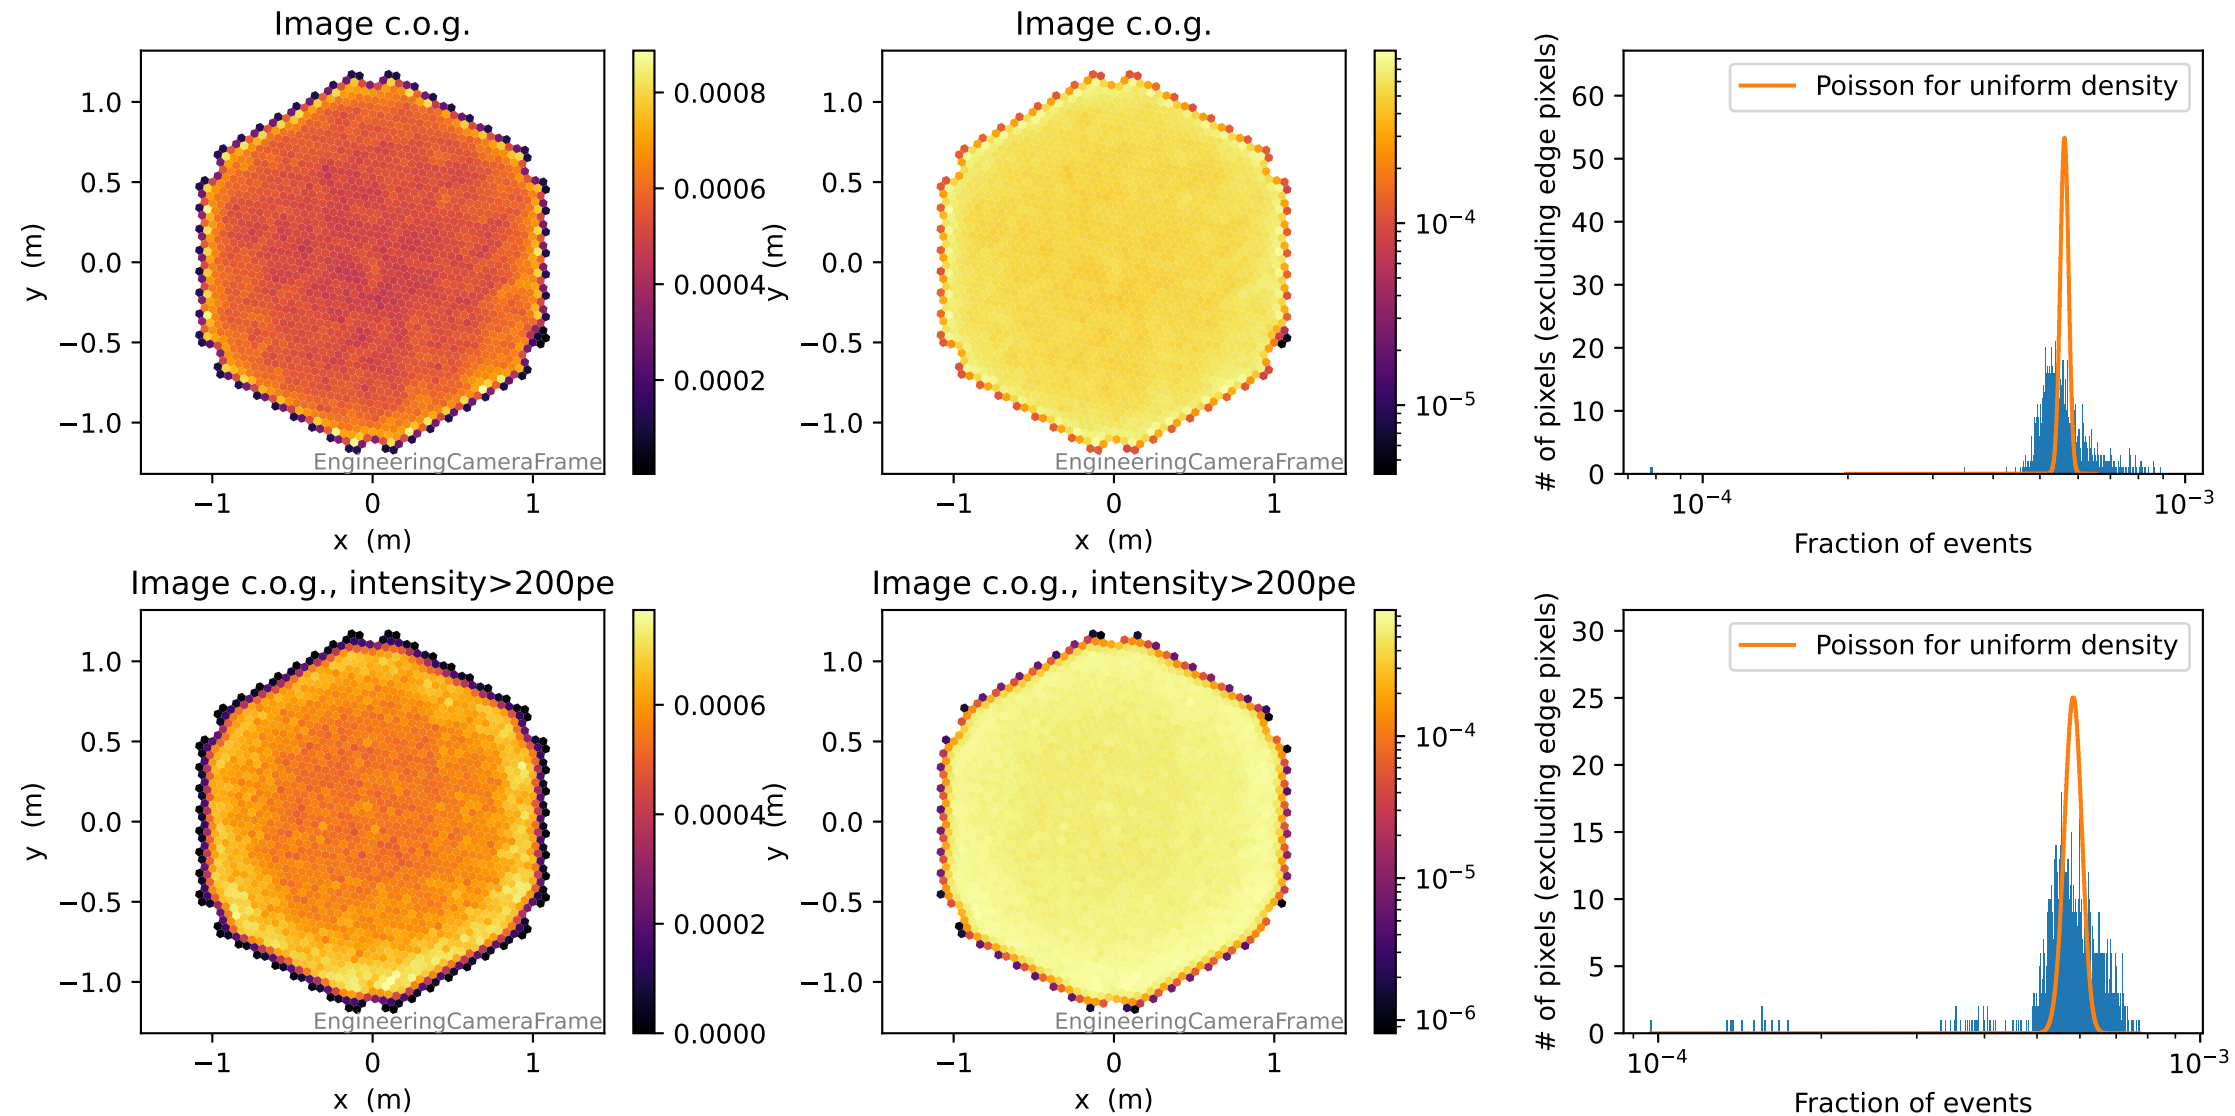 Image c.o.g.
y (m)
1.0
0.5
0.0
−0.5
−1.0
−1
0
1
x (m)
EngineeringCameraFrame
0.0008
0.0006
0.0004
0.0002
Image c.o.g.
y (m)
1.0
0.5
0.0
−0.5
−1.0
−1
0
1
x (m)
EngineeringCameraFrame
10⁻⁴
10⁻⁵
# of pixels (excluding edge pixels)
60
50
40
30
20
10
0
Poisson for uniform density
10⁻⁴
10⁻³
Fraction of events
Image c.o.g., intensity>200pe
y (m)
1.0
0.5
0.0
−0.5
−1.0
−1
0
1
x (m)
EngineeringCameraFrame
0.0006
0.0004
0.0002
0.0000
Image c.o.g., intensity>200pe
y (m)
1.0
0.5
0.0
−0.5
−1.0
−1
0
1
x (m)
EngineeringCameraFrame
10⁻⁴
10⁻⁵
10⁻⁶
# of pixels (excluding edge pixels)
30
25
20
15
10
5
0
Poisson for uniform density
10⁻⁴
10⁻³
Fraction of events